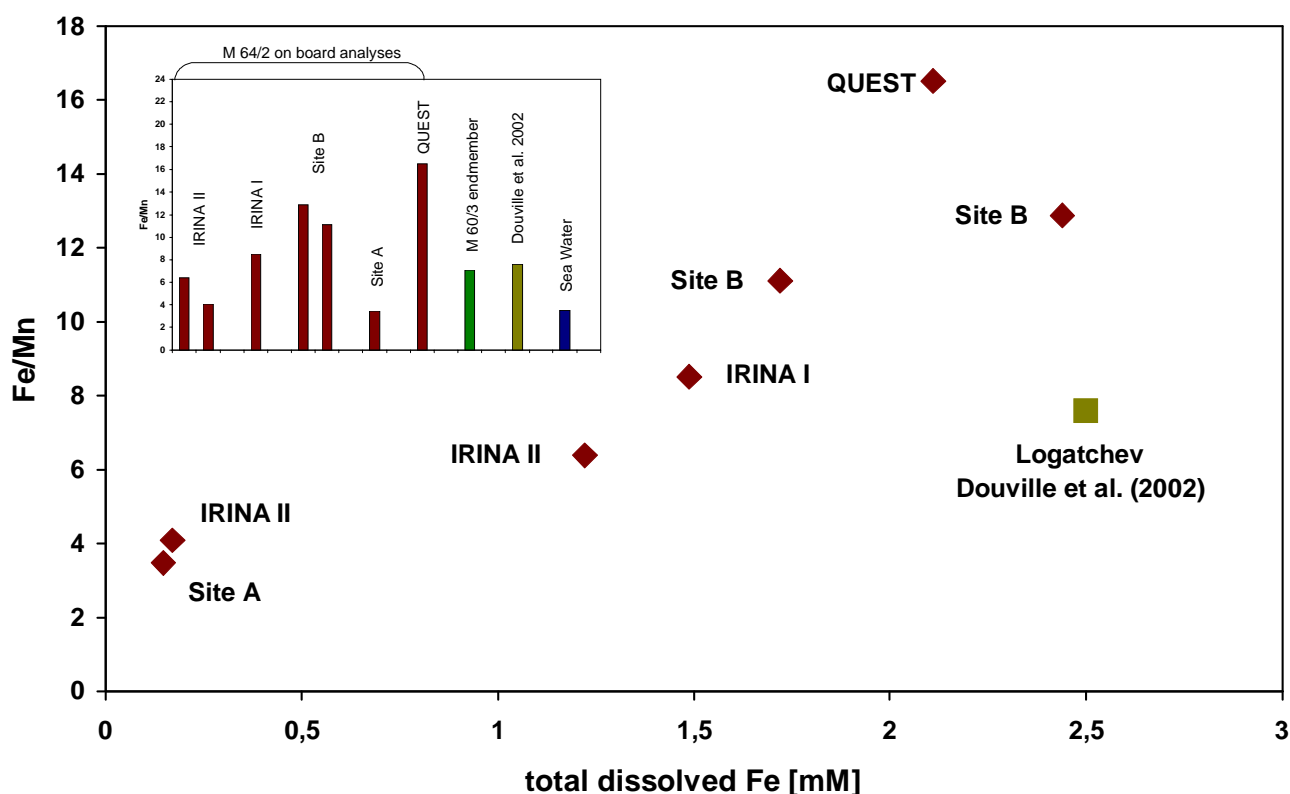 18
16
14
12
10
8
6
4
2
0
Fe/Mn
M 64/2 on board analyses
24
22
20
18
16
14
12
10
8
6
4
2
0
Fe/Mn
IRINA II
IRINA I
Site B
Site A
QUEST
M 60/3 endmember
Douville et al. 2002
Sea Water
QUEST
Site B
Site B
IRINA I
IRINA II
Logatchev
Douville et al. (2002)
IRINA II
Site A
0
0,5
1
1,5
2
2,5
3
total dissolved Fe [mM]